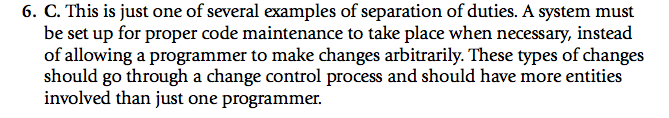 6. C. This is just one of several examples of separation of duties. A system must
be set up for proper code maintenance to take place when necessary, instead
of allowing a programmer to make changes arbitrarily. These types of changes
should go through a change control process and should have more entities
involved than just one programmer.